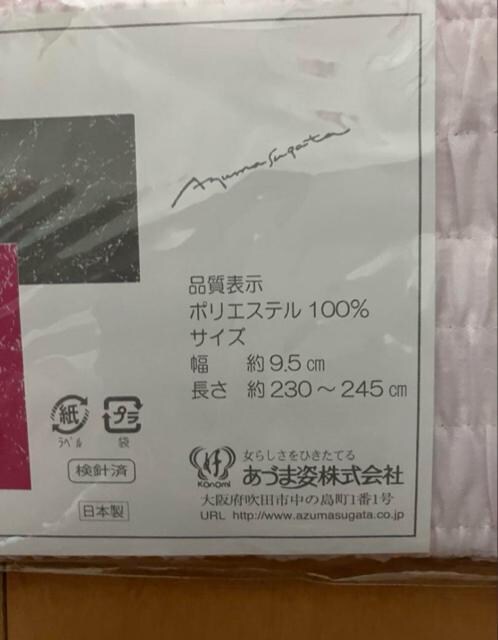 Azumasugata
品質表示
ポリエステル 100%
サイズ
幅 約 9.5 cm
長さ 約 230～245 cm
紙
ラベル
プラ
袋
検針済
日本製
Konomi
女らしさをひきたてる
あづま姿株式会社
大阪府吹田市中の島町1番1号
URL http://www.azumasugata.co.jp